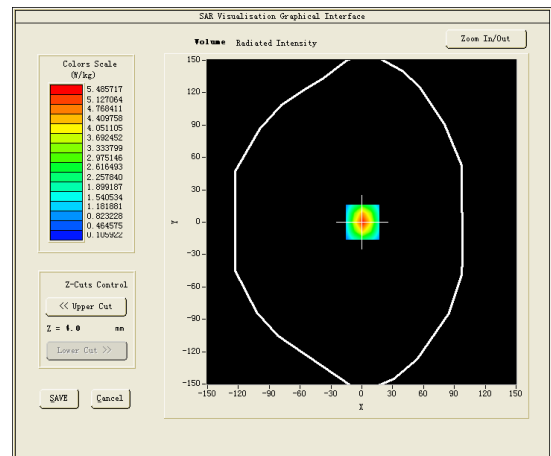 SAR Visualisation Graphical Interface
Volume Radiated Intensity
Zoom In/Out
Colors Scale
(W/kg)
5.485717
5.127064
4.768411
4.409758
4.051105
3.692452
3.333799
2.975146
2.616493
2.257840
1.899187
1.540534
1.181881
0.823228
0.464575
0.105922
Z-Cuts Control
<< Upper Cut
Z = 4.0 mm
Lower Cut >>
SAVE
Cancel
150
120
90
60
30
0
-30
-60
-90
-120
-150
Y
-150 -120 -90 -60 -30 0 30 60 90 120 150
X